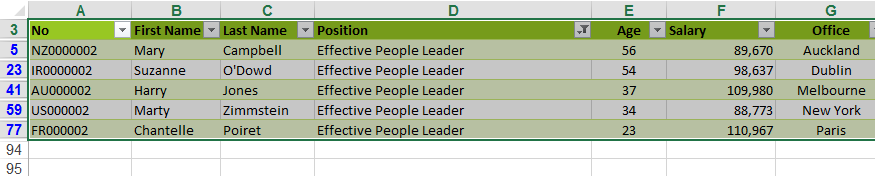 A B C D E F G
3 No First Name Last Name Position Age Salary Office
5 NZ0000002 Mary Campbell Effective People Leader 56 89,670 Auckland
23 IR0000002 Suzanne O'Dowd Effective People Leader 54 98,637 Dublin
41 AU000002 Harry Jones Effective People Leader 37 109,980 Melbourne
59 US000002 Marty Zimmstein Effective People Leader 34 88,773 New York
77 FR000002 Chantelle Poiret Effective People Leader 23 110,967 Paris
94
95